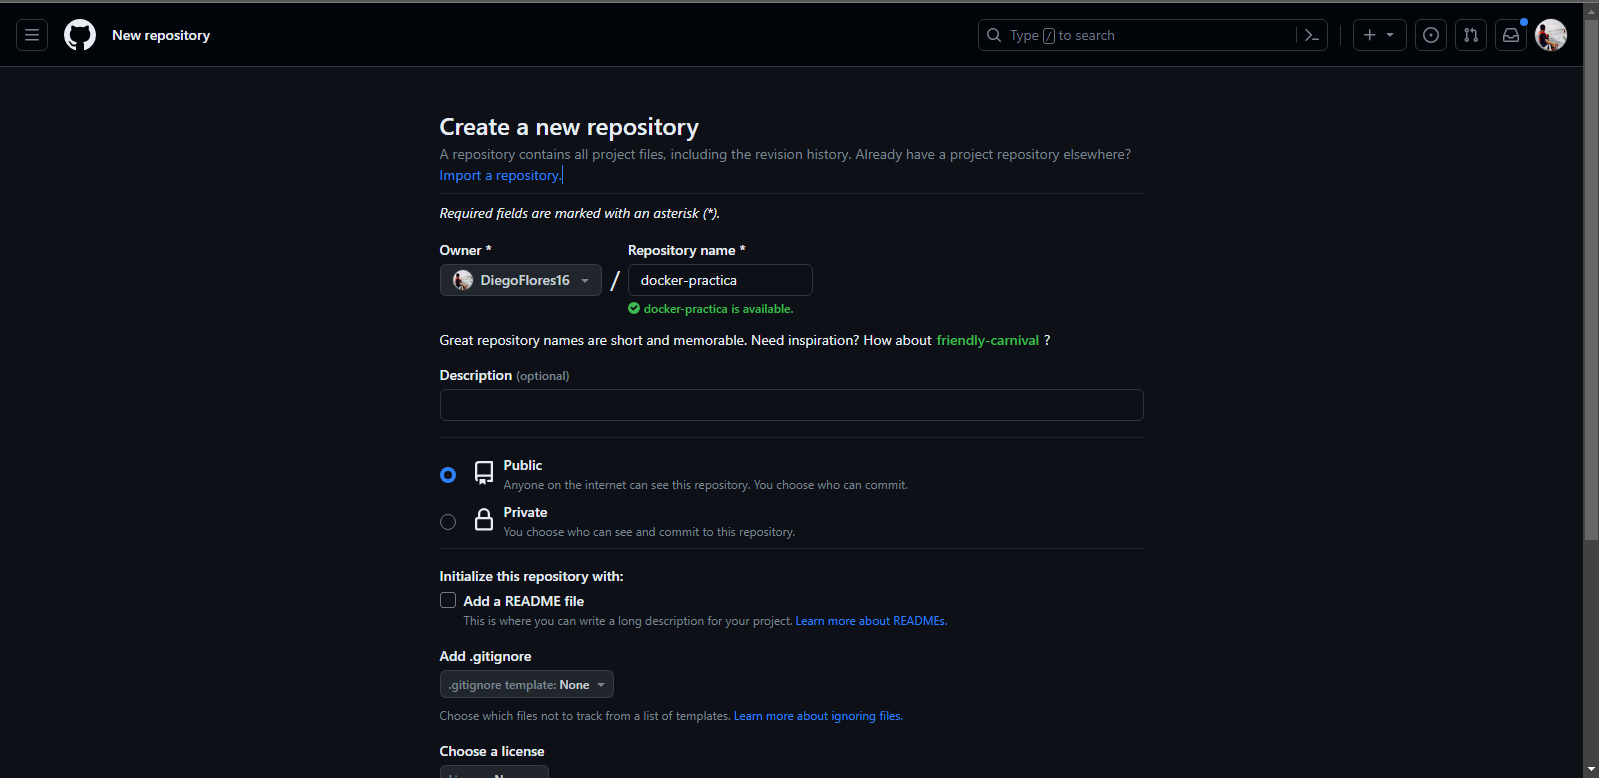 New repository
Type / to search
Create a new repository
A repository contains all project files, including the revision history. Already have a project repository elsewhere?
Import a repository.
Required fields are marked with an asterisk (*).
Owner * Repository name *
DiegoFlores16 / docker-practica
docker-practica is available.
Great repository names are short and memorable. Need inspiration? How about friendly-carnival ?
Description (optional)
Public
Anyone on the internet can see this repository. You choose who can commit.
Private
You choose who can see and commit to this repository.
Initialize this repository with:
Add a README file
This is where you can write a long description for your project. Learn more about READMEs.
Add .gitignore
.gitignore template: None
Choose which files not to track from a list of templates. Learn more about ignoring files.
Choose a license